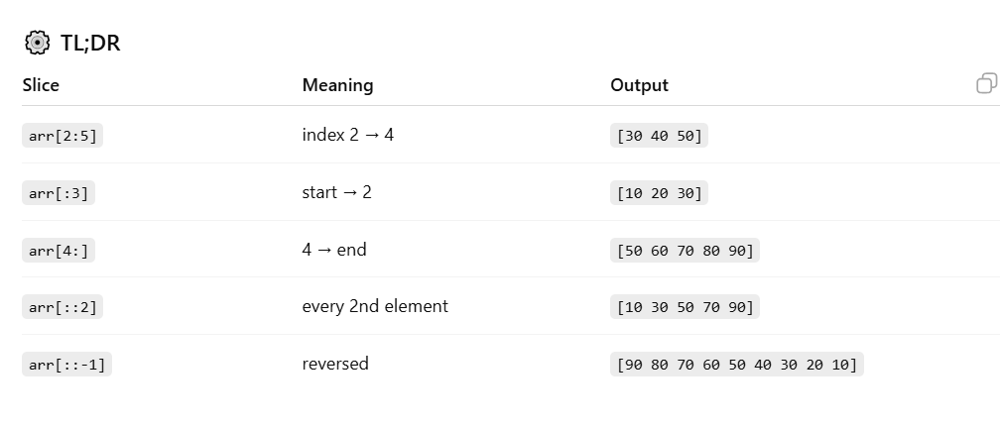 TL;DR
Slice Meaning Output
arr[2:5] index 2 → 4 [30 40 50]
arr[:3] start → 2 [10 20 30]
arr[4:] 4 → end [50 60 70 80 90]
arr[::2] every 2nd element [10 30 50 70 90]
arr[::-1] reversed [90 80 70 60 50 40 30 20 10]